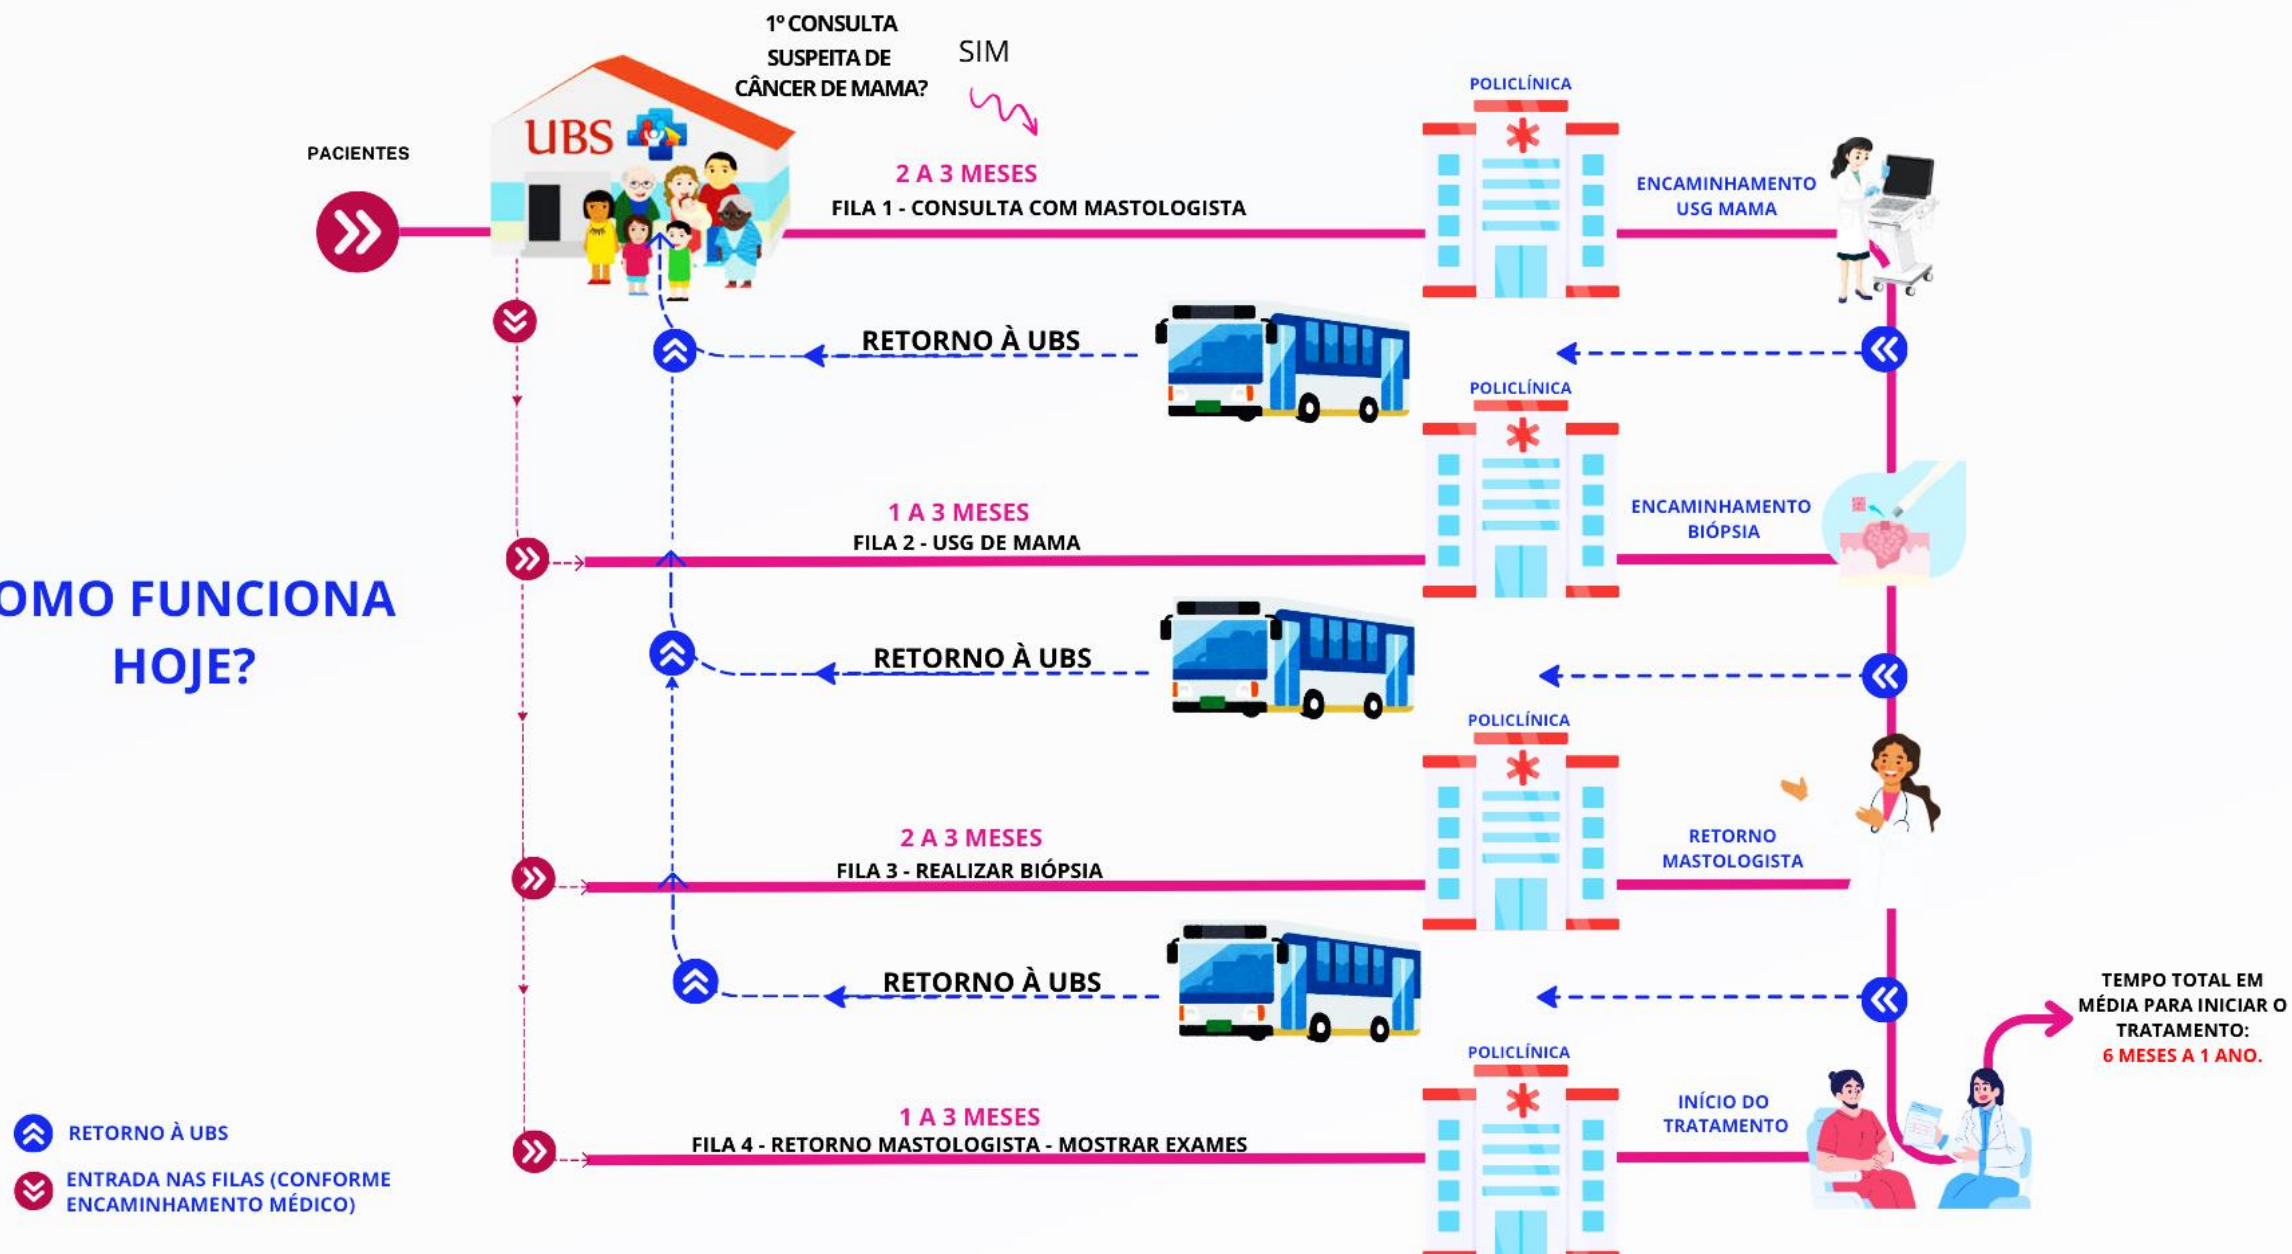 1º CONSULTA
SUSPEITA DE
CÂNCER DE MAMA?
SIM
PACIENTES
UBS
2 A 3 MESES
FILA 1 - CONSULTA COM MASTOLOGISTA
POLICLÍNICA
ENCAMINHAMENTO
USG MAMA
RETORNO À UBS
POLICLÍNICA
1 A 3 MESES
FILA 2 - USG DE MAMA
ENCAMINHAMENTO
BIÓPSIA
OMO FUNCIONA
HOJE?
RETORNO À UBS
POLICLÍNICA
2 A 3 MESES
FILA 3 - REALIZAR BIÓPSIA
RETORNO
MASTOLOGISTA
RETORNO À UBS
TEMPO TOTAL EM
MÉDIA PARA INICIAR O
TRATAMENTO:
6 MESES A 1 ANO.
POLICLÍNICA
1 A 3 MESES
FILA 4 - RETORNO MASTOLOGISTA - MOSTRAR EXAMES
INÍCIO DO
TRATAMENTO
RETORNO À UBS
ENTRADA NAS FILAS (CONFORME
ENCAMINHAMENTO MÉDICO)